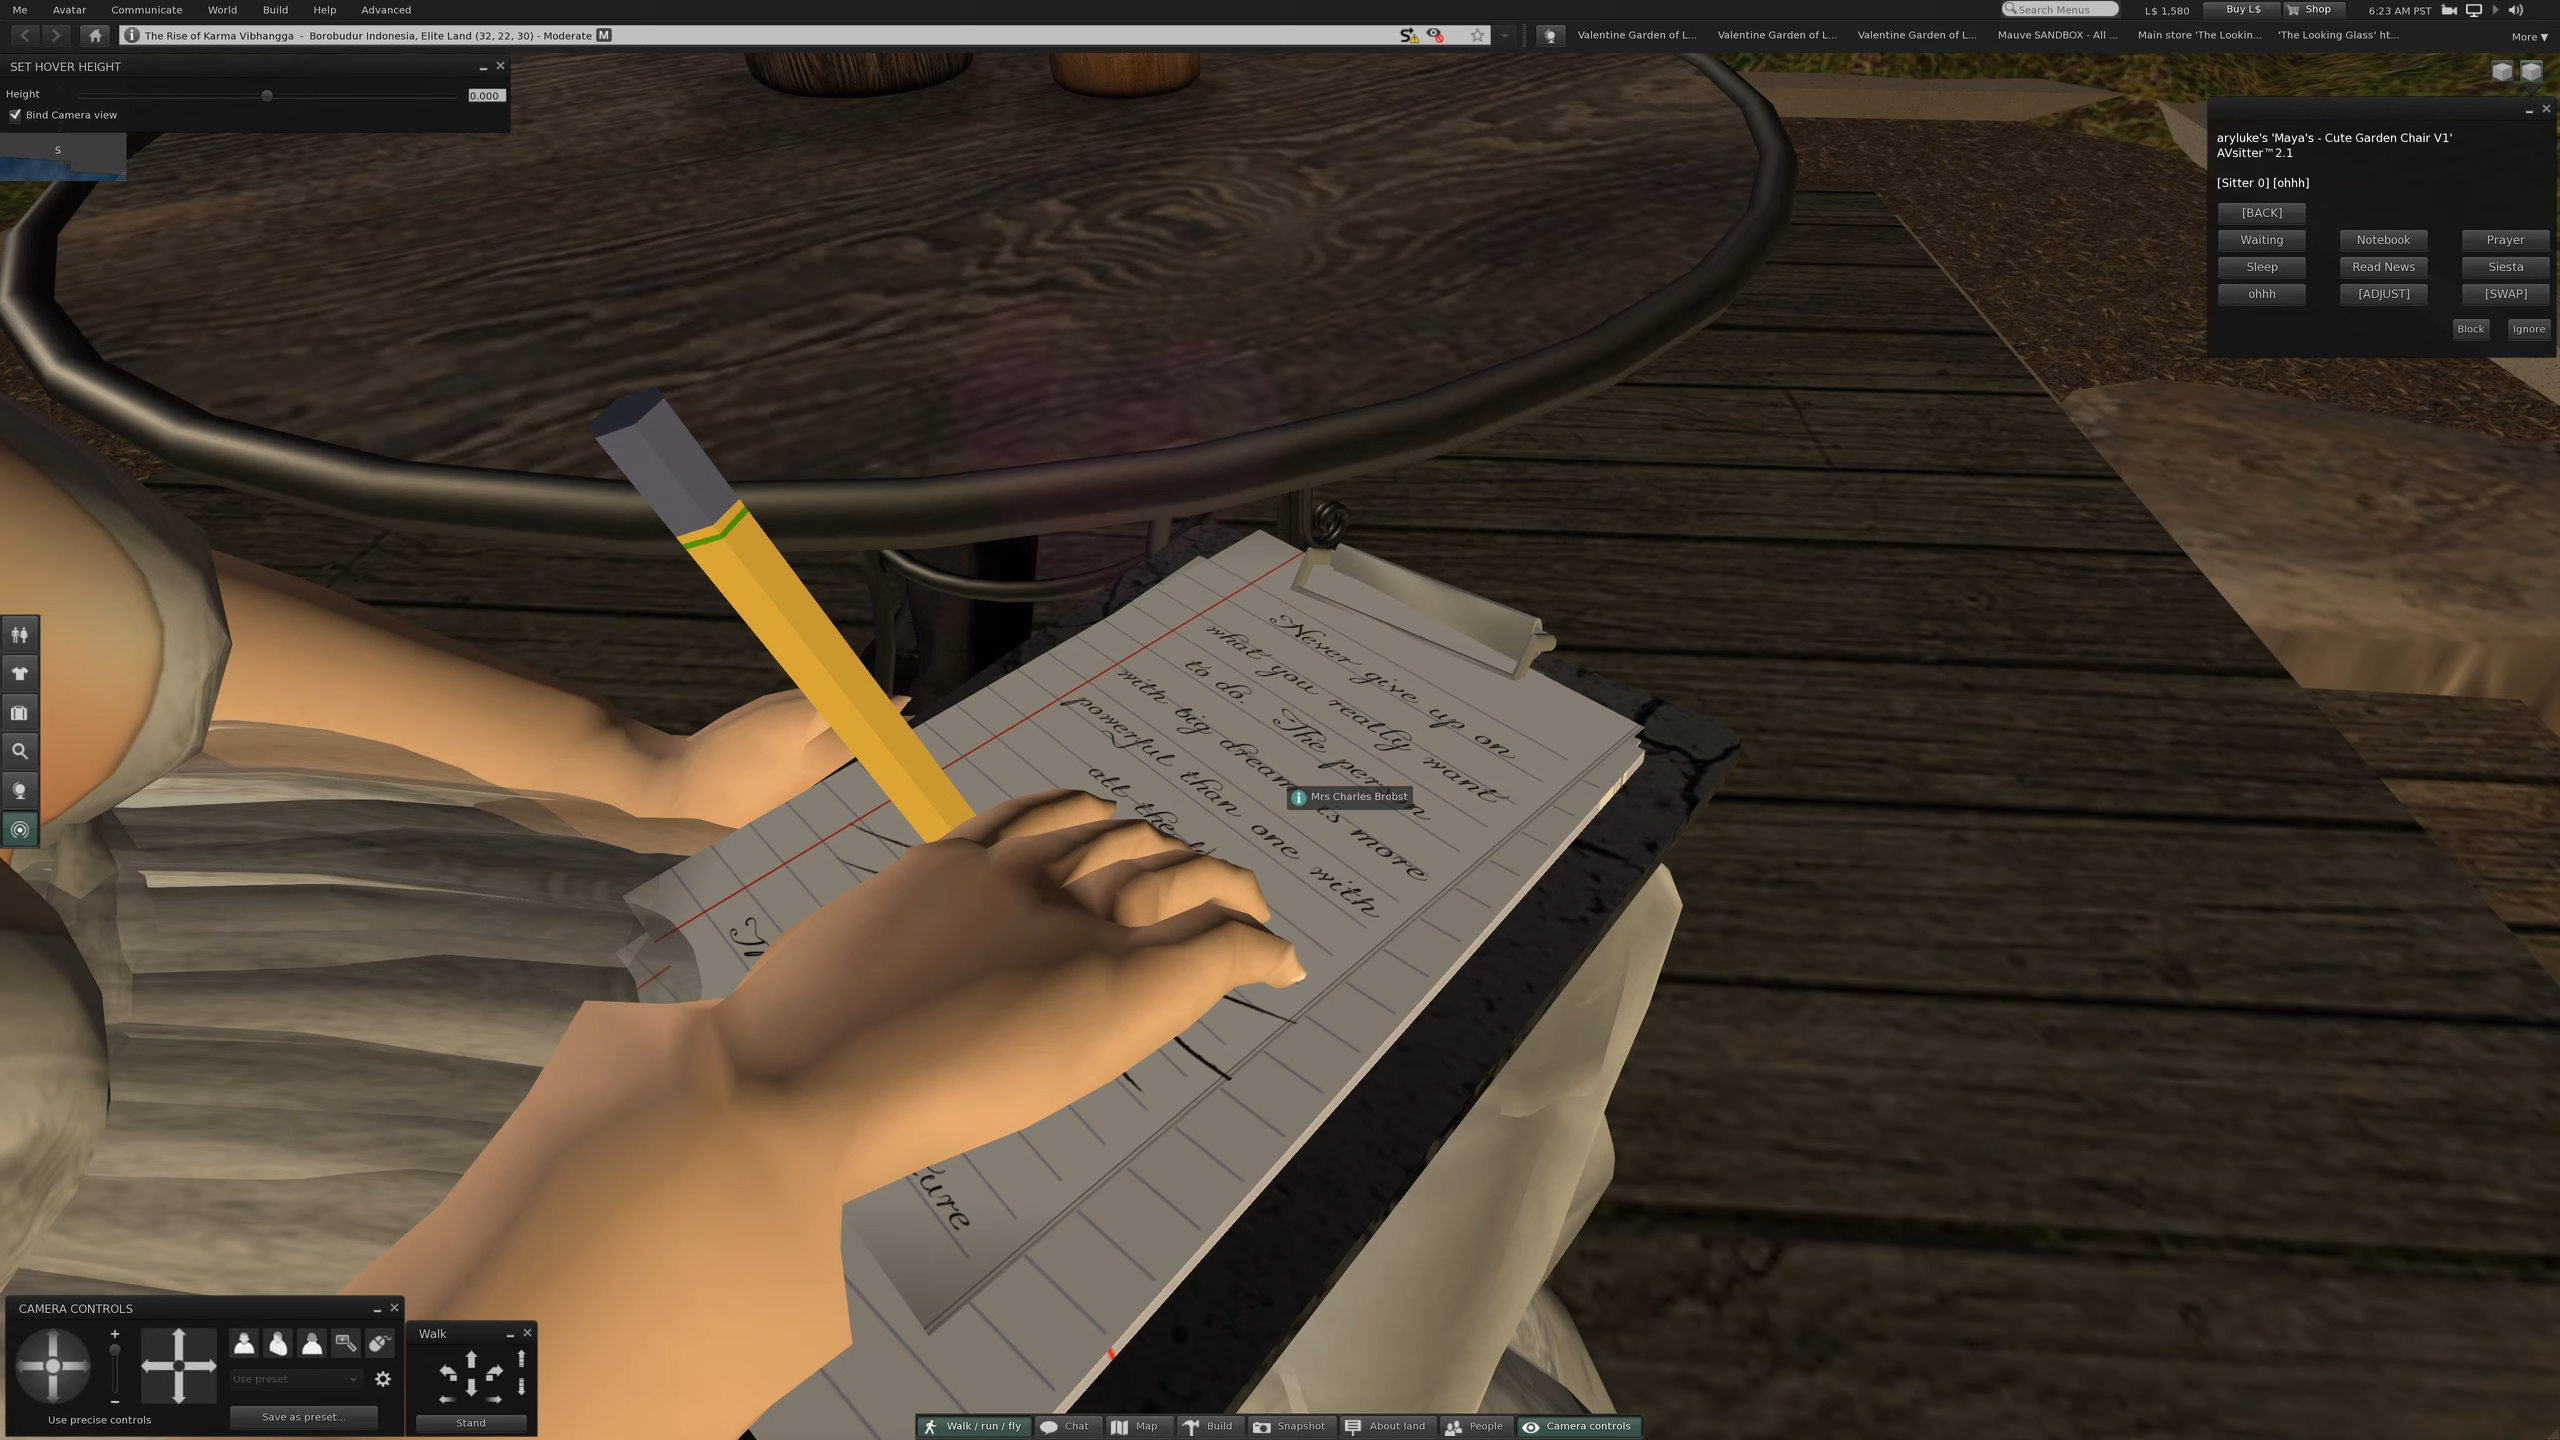 Me Avatar Communicate World Build Help Advanced
Search Menus L$ 1,580 Buy L$ Shop 6:23 AM PST
The Rise of Karma Vibhangga - Borobudur Indonesia, Elite Land (32, 22, 30) - Moderate M
Valentine Garden of L... Valentine Garden of L... Valentine Garden of L... Mauve SANDBOX - All ... Main store 'The Lookin... 'The Looking Glass' ht... More
SET HOVER HEIGHT
Height 0.000
Bind Camera view
S
aryluke's 'Maya's - Cute Garden Chair V1'
AVsitter™2.1
[Sitter 0] [ohhh]
[BACK]
Waiting Notebook Prayer
Sleep Read News Siesta
ohhh [ADJUST] [SWAP]
Block Ignore
Never give up on
what you really want
to do. The person
with big dreams is more
powerful than one with
all the
Mrs Charles Brobst
CAMERA CONTROLS
Use preset
Use precise controls
Save as preset...
Walk
Stand
Walk / run / fly Chat Map Build Snapshot About land People Camera controls